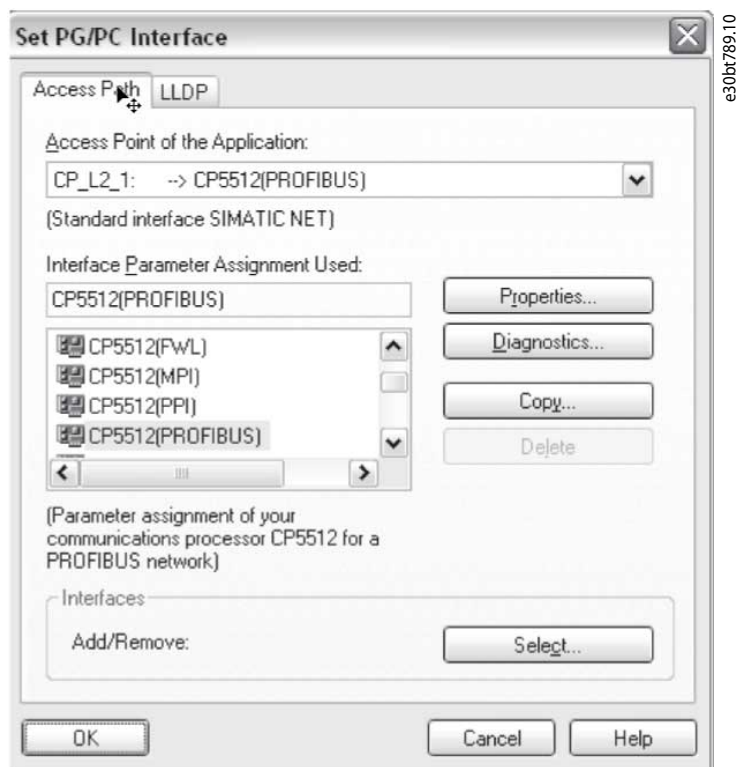 Set PG/PC Interface
e30bt789.10
Access Path
LLDP
Access Point of the Application:
CP_L2_1: --> CP5512(PROFIBUS)
(Standard interface SIMATIC NET)
Interface Parameter Assignment Used:
CP5512(PROFIBUS)
Properties...
CP5512(FWL)
Diagnostics...
CP5512(MPI)
CP5512(PPI)
Copy...
CP5512(PROFIBUS)
Delete
(Parameter assignment of your
communications processor CP5512 for a
PROFIBUS network)
Interfaces
Add/Remove:
Select...
OK
Cancel
Help